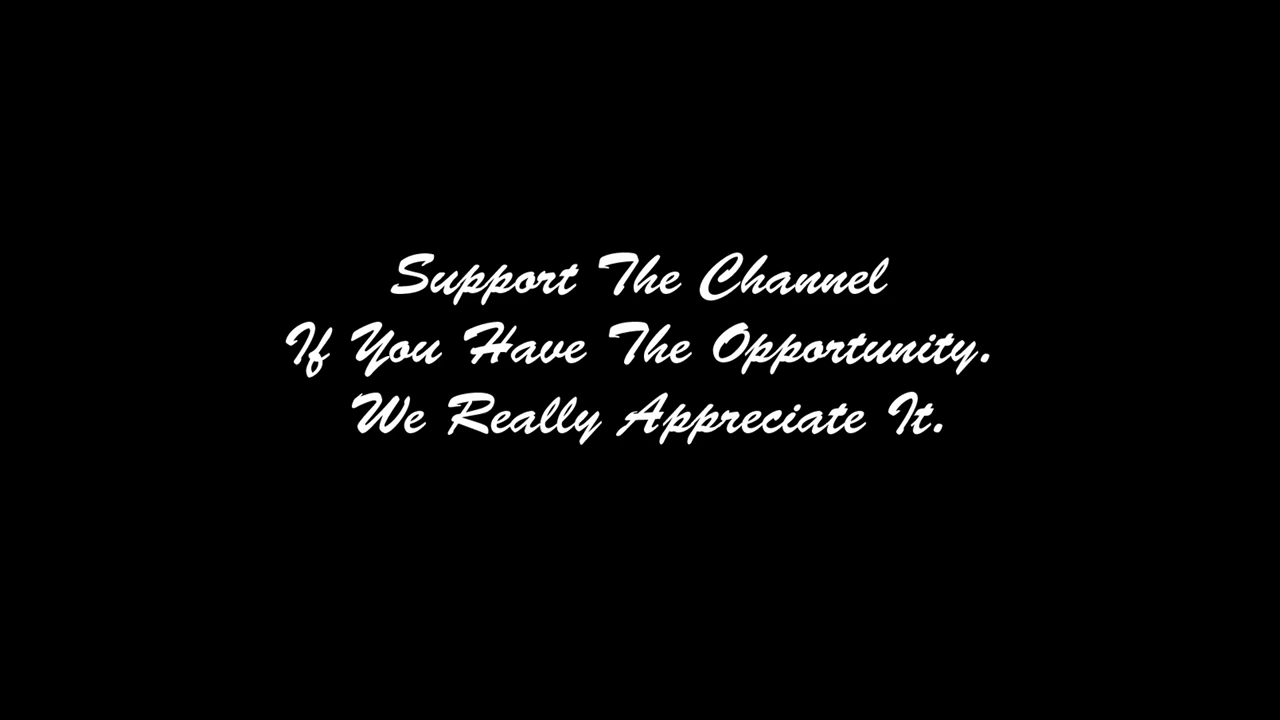 Support The Channel
If You Have The Opportunity.
We Really Appreciate It.